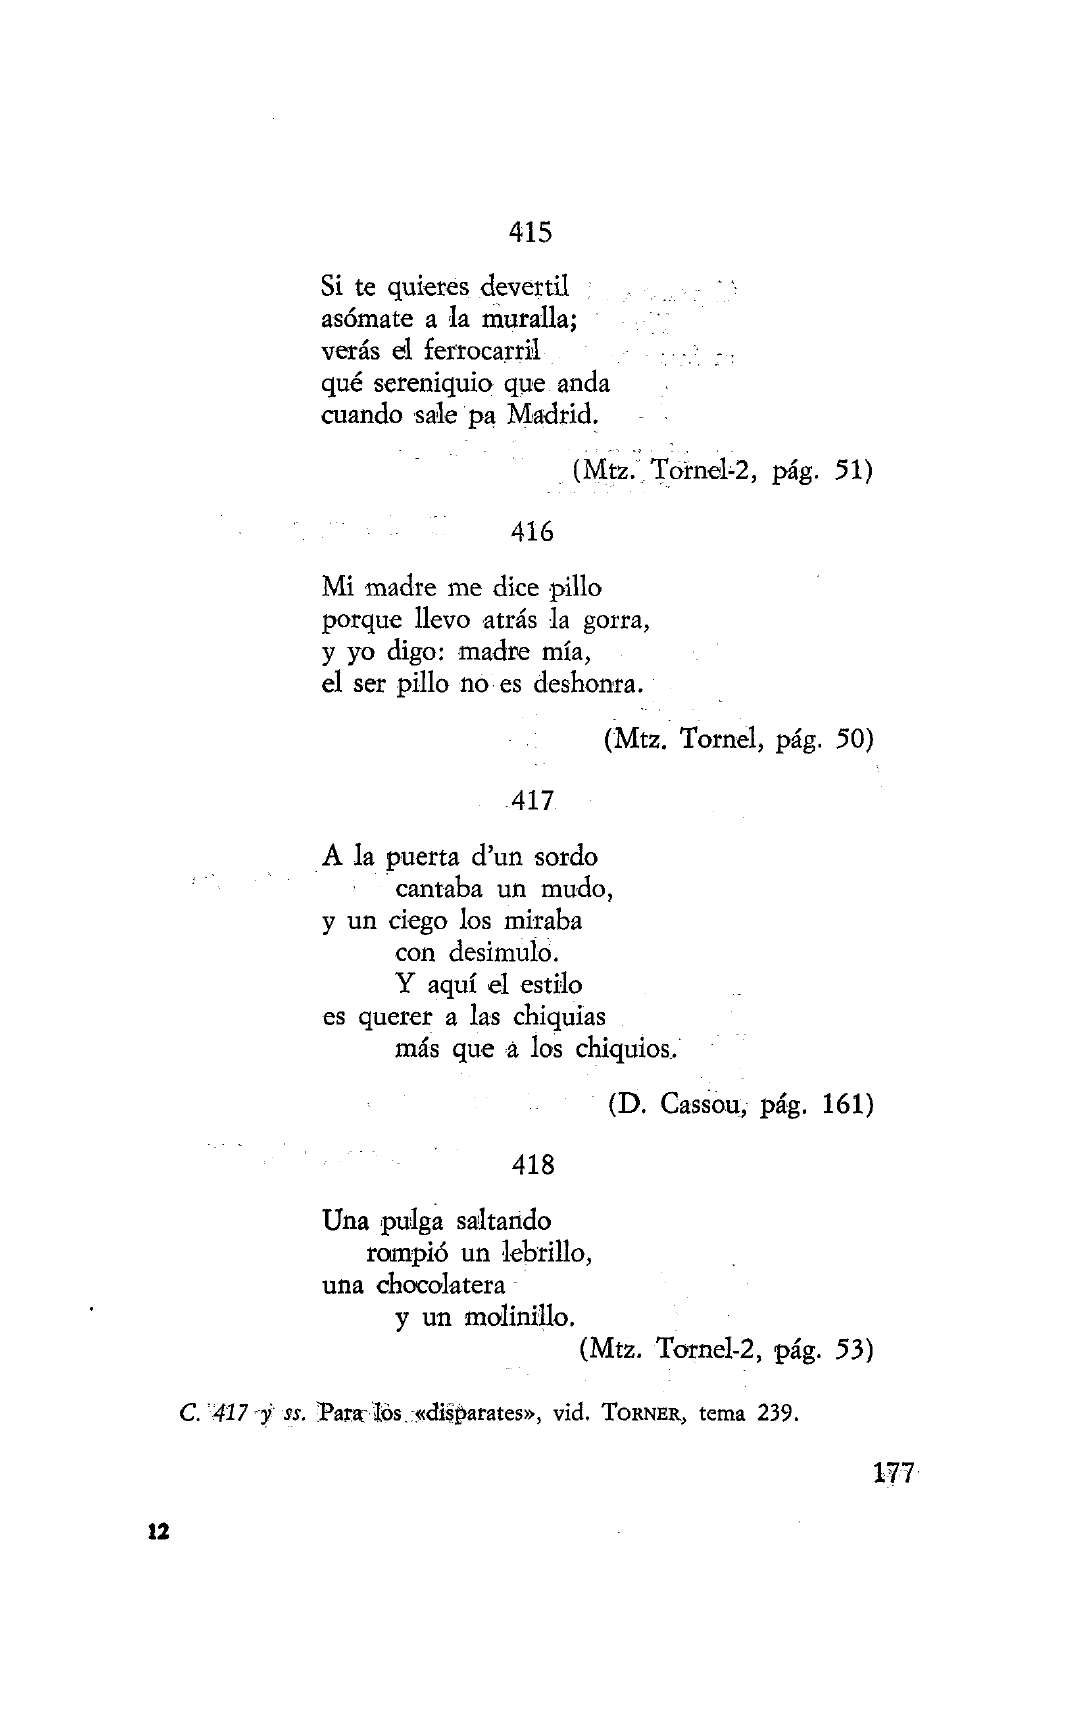 415
Si te quieres devertil
asómate a la muralla;
verás el ferrocarril
qué sereniquio que anda
cuando sale pa Madrid.
(Mtz. Tornel-2, pág. 51)
416
Mi madre me dice pillo
porque llevo atrás la gorra,
y yo digo: madre mía,
el ser pillo no es deshonra.
(Mtz. Tornel, pág. 50)
417
A la puerta d'un sordo
cantaba un mudo,
y un ciego los miraba
con desimulo.
Y aquí el estilo
es querer a las chiquias
más que a los chiquios.
(D. Cassou, pág. 161)
418
Una pulga saltando
rompió un lebrillo,
una chocolatera
y un molinillo.
(Mtz. Tornel-2, pág. 53)
C. 417 y ss. Para los «disparates», vid. TORNER, tema 239.
177
12